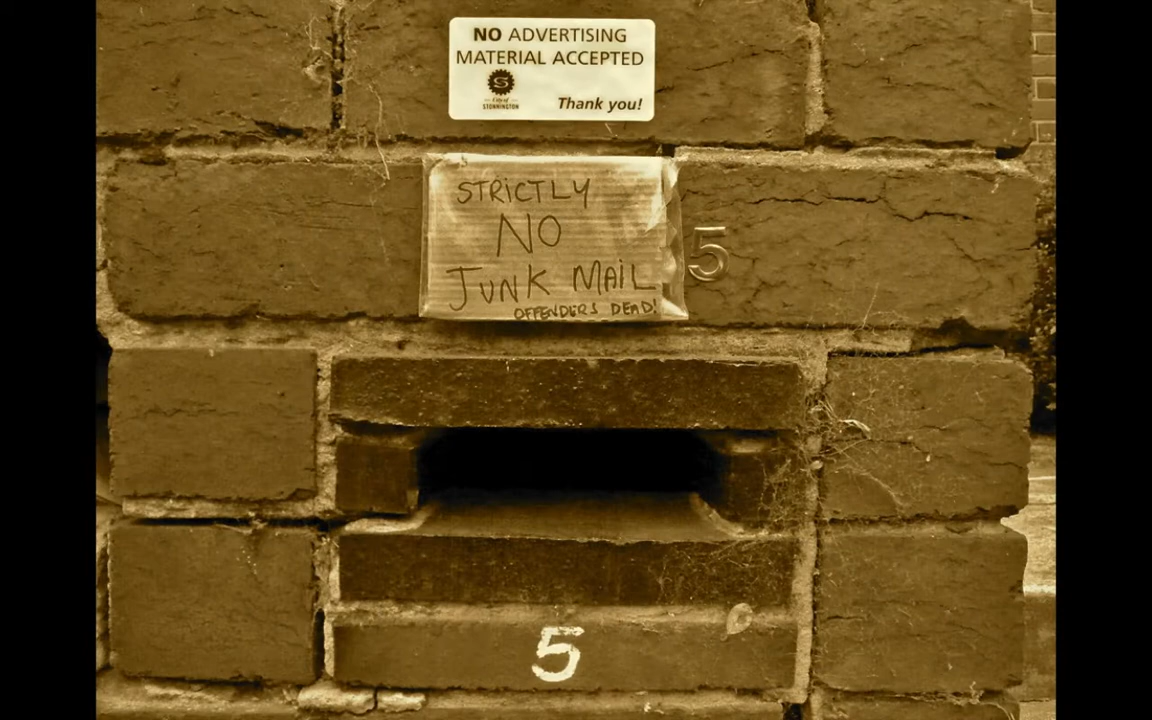 NO ADVERTISING
MATERIAL ACCEPTED
S
City of
STONNINGTON
Thank you!
STRiCTLY
NO
JUNK MAiL
OFFENDERS DEAD!
5
5